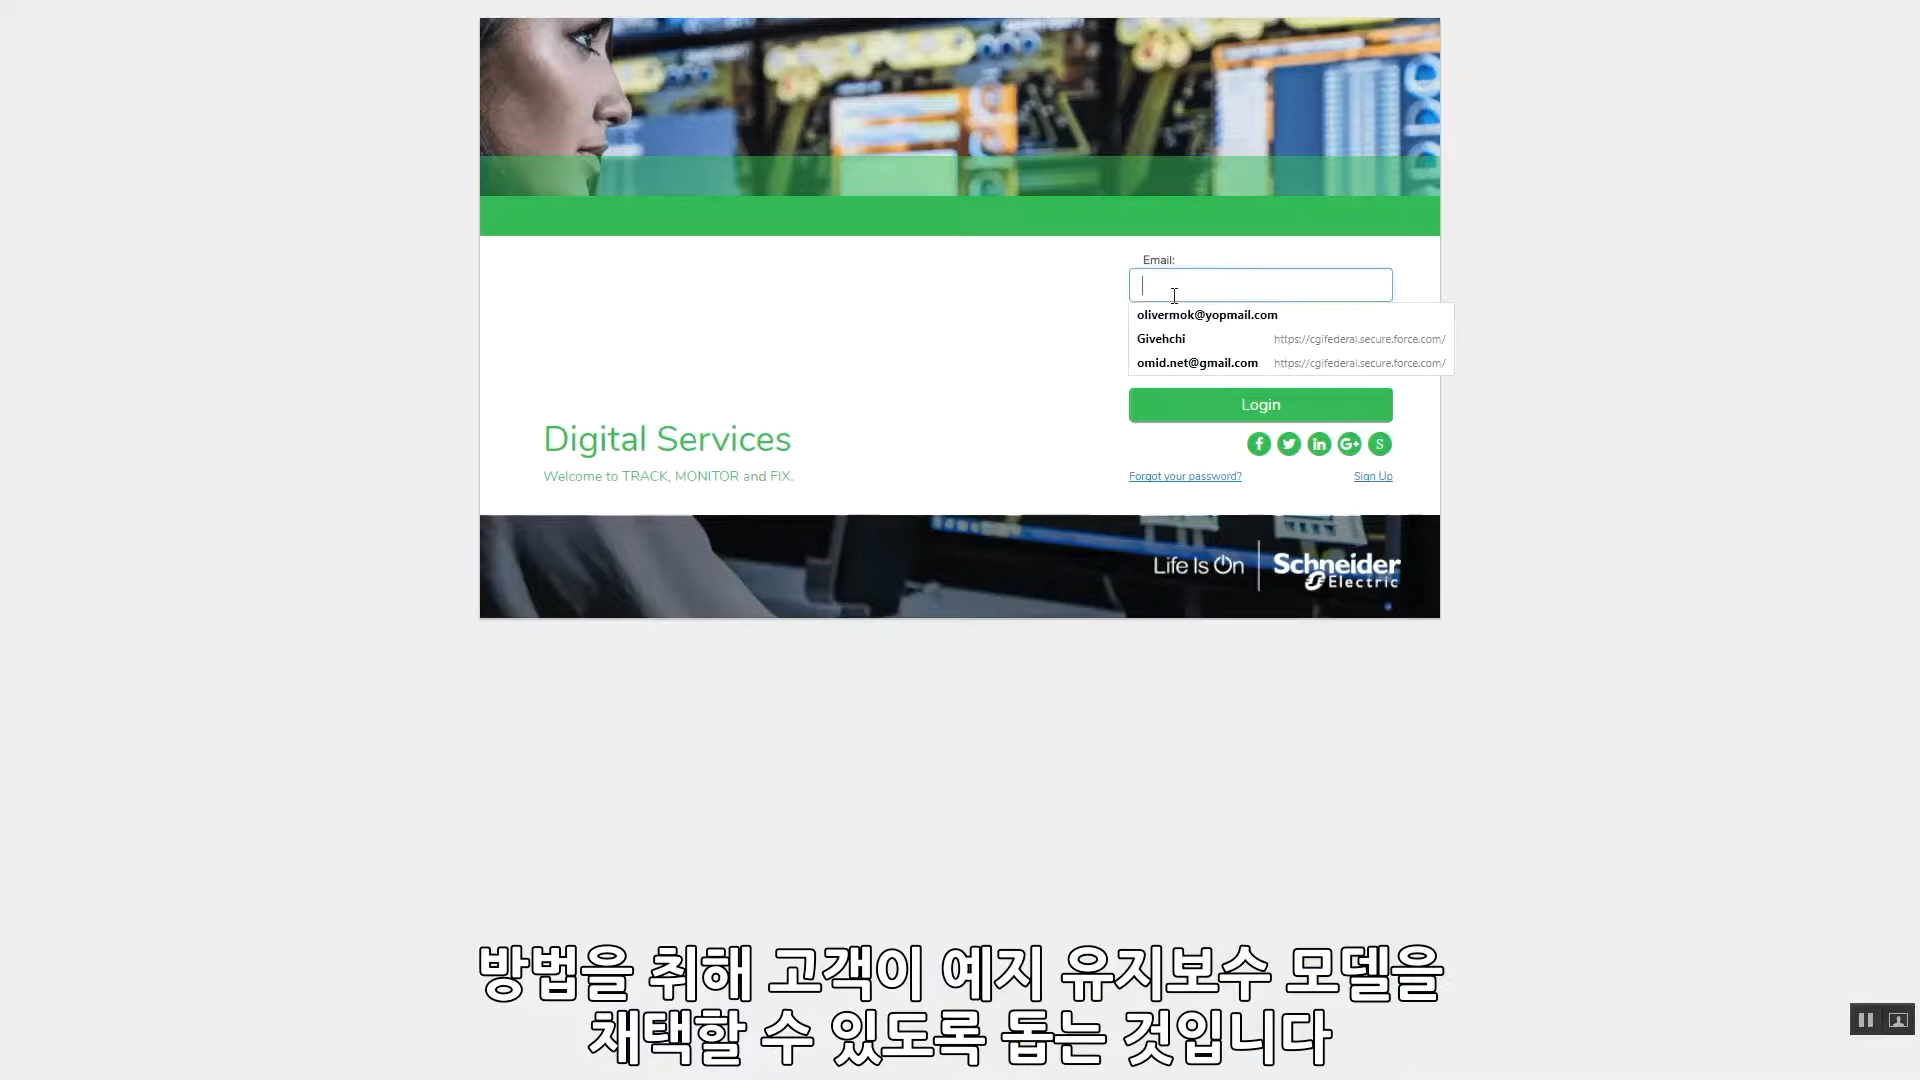 Email:
olivermok@yopmail.com
Givehchi https://cgifederal.secure.force.com/
omid.net@gmail.com https://cgifederal.secure.force.com/
Login
Digital Services
Welcome to TRACK, MONITOR and FIX.
Forgot your password? Sign Up
Life Is On Schneider Electric
방법을 취해 고객이 예지 유지보수 모델을
채택할 수 있도록 돕는 것입니다